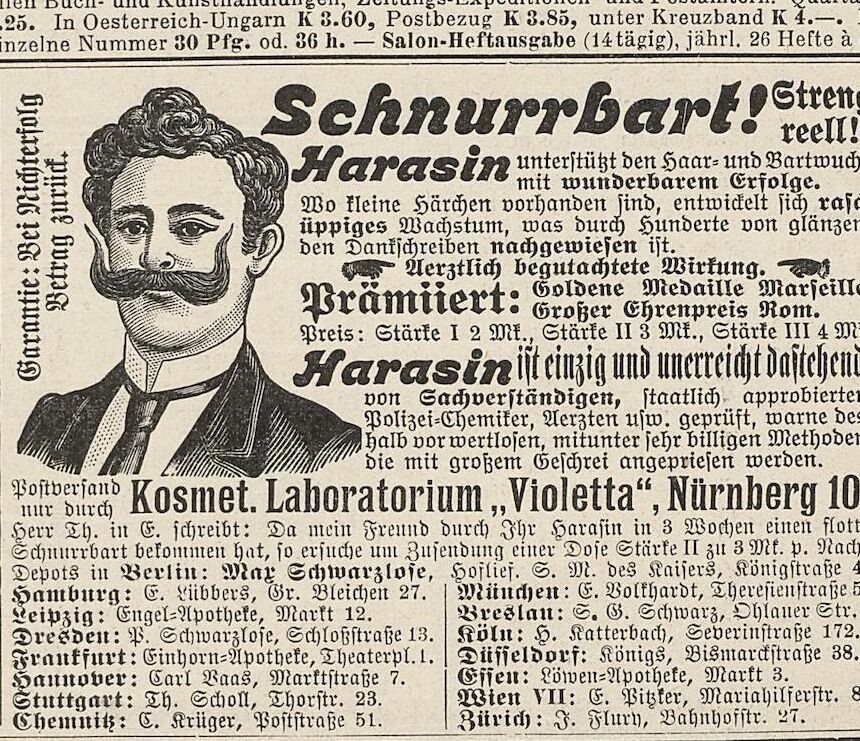 .25. In Oesterreich-Ungarn K 3.60, Postbezug K 3.85, unter Kreuzband K 4.—.
inzelne Nummer 30 Pfg. od. 36 h. — Salon-Heftausgabe (14tägig), jährl. 26 Hefte à
Garantie: Bei Nichterfolg
Betrag zurück.
Schnurrbart! Streng
reell!
Harasin unterstützt den Haar- und Bartwuch
mit wunderbarem Erfolge.
Wo kleine Härchen vorhanden sind, entwickelt sich rasc
üppiges Wachstum, was durch Hunderte von glänzen
den Dankschreiben nachgewiesen ist.
Aerztlich begutachtete Wirkung.
Prämiiert: Goldene Medaille Marseille
Großer Ehrenpreis Rom.
Preis: Stärke I 2 Mk., Stärke II 3 Mk., Stärke III 4 M
Harasin ist einzig und unerreicht dastehend
von Sachverständigen, staatlich approbierten
Polizei-Chemiker, Aerzten usw. geprüft, warne des
halb vor wertlosen, mitunter sehr billigen Methoden
die mit großem Geschrei angepriesen werden.
Postversand
nur durch Kosmet. Laboratorium „Violetta“, Nürnberg 10
Herr Th. in E. schreibt: Da mein Freund durch Ihr Harasin in 3 Wochen einen flott
Schnurrbart bekommen hat, so ersuche um Zusendung einer Dose Stärke II zu 3 Mk. p. Nach
Depots in Berlin: Max Schwarzlose, Hoflief. S. M. des Kaisers, Königstraße 4
Hamburg: E. Lübbers, Gr. Bleichen 27.
Leipzig: Engel-Apotheke, Markt 12.
Dresden: P. Schwarzlose, Schloßstraße 13.
Frankfurt: Einhorn-Apotheke, Theaterpl. 1.
Hannover: Carl Vaas, Marktstraße 7.
Stuttgart: Th. Scholl, Thorstr. 23.
Chemnitz: C. Krüger, Poststraße 51.
München: E. Volkhardt, Theresienstraße 5
Breslau: S. G. Schwarz, Ohlauer Str.
Köln: H. Katterbach, Severinstraße 172.
Düsseldorf: Königs, Bismarckstraße 38.
Essen: Löwen-Apotheke, Markt 3.
Wien VII: E. Pitzker, Mariahilferstr. 8
Zürich: J. Flury, Bahnhofstr. 27.